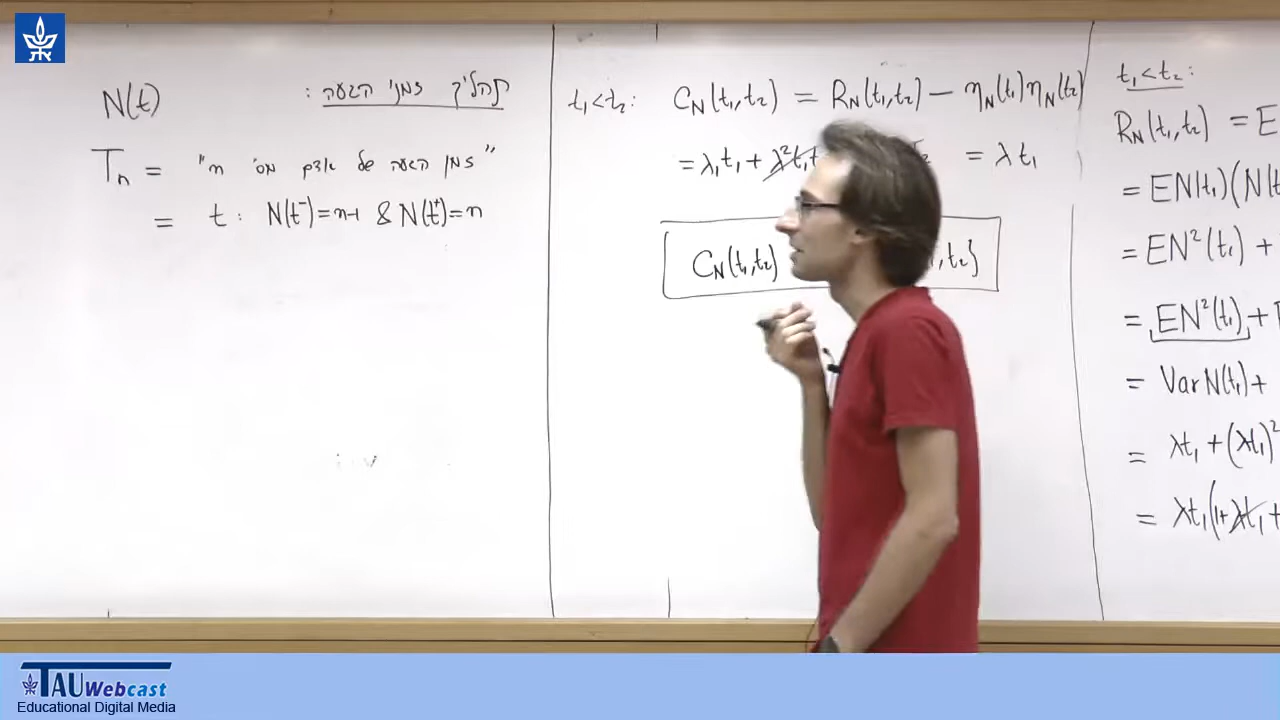 תהליך זמני הגעה :
N(t)
T_n = "זמן הגעה של אדם מס' n"
= t : N(t⁻)=n-1 & N(t⁺)=n
t₁<t₂: C_N(t₁,t₂) = R_N(t₁,t₂) − η_N(t₁)η_N(t₂)
= λ₁t₁ + λ²t₁t = λt₁
C_N(t₁,t₂) ,t₂}
t₁<t₂:
R_N(t₁,t₂) = E
= EN(t₁)(N(t
= EN²(t₁) +
= EN²(t₁) +
= Var N(t₁) +
= λt₁ + (λt₁)²
= λt₁(1+λt₁+
TAU Webcast
Educational Digital Media